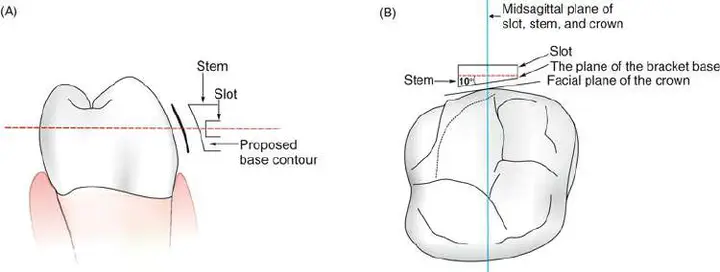 (A)
Stem
Slot
Proposed
base contour
(B)
Midsagittal plane of
slot, stem, and crown
Slot
The plane of the bracket base
Stem
10°
Facial plane of the crown